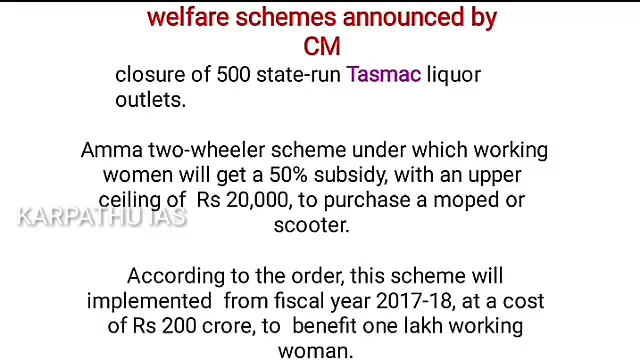 welfare schemes announced by
CM
closure of 500 state-run Tasmac liquor
outlets.
Amma two-wheeler scheme under which working
women will get a 50% subsidy, with an upper
ceiling of Rs 20,000, to purchase a moped or
KARPATHU IAS
scooter.
According to the order, this scheme will
implemented from fiscal year 2017-18, at a cost
of Rs 200 crore, to benefit one lakh working
woman.